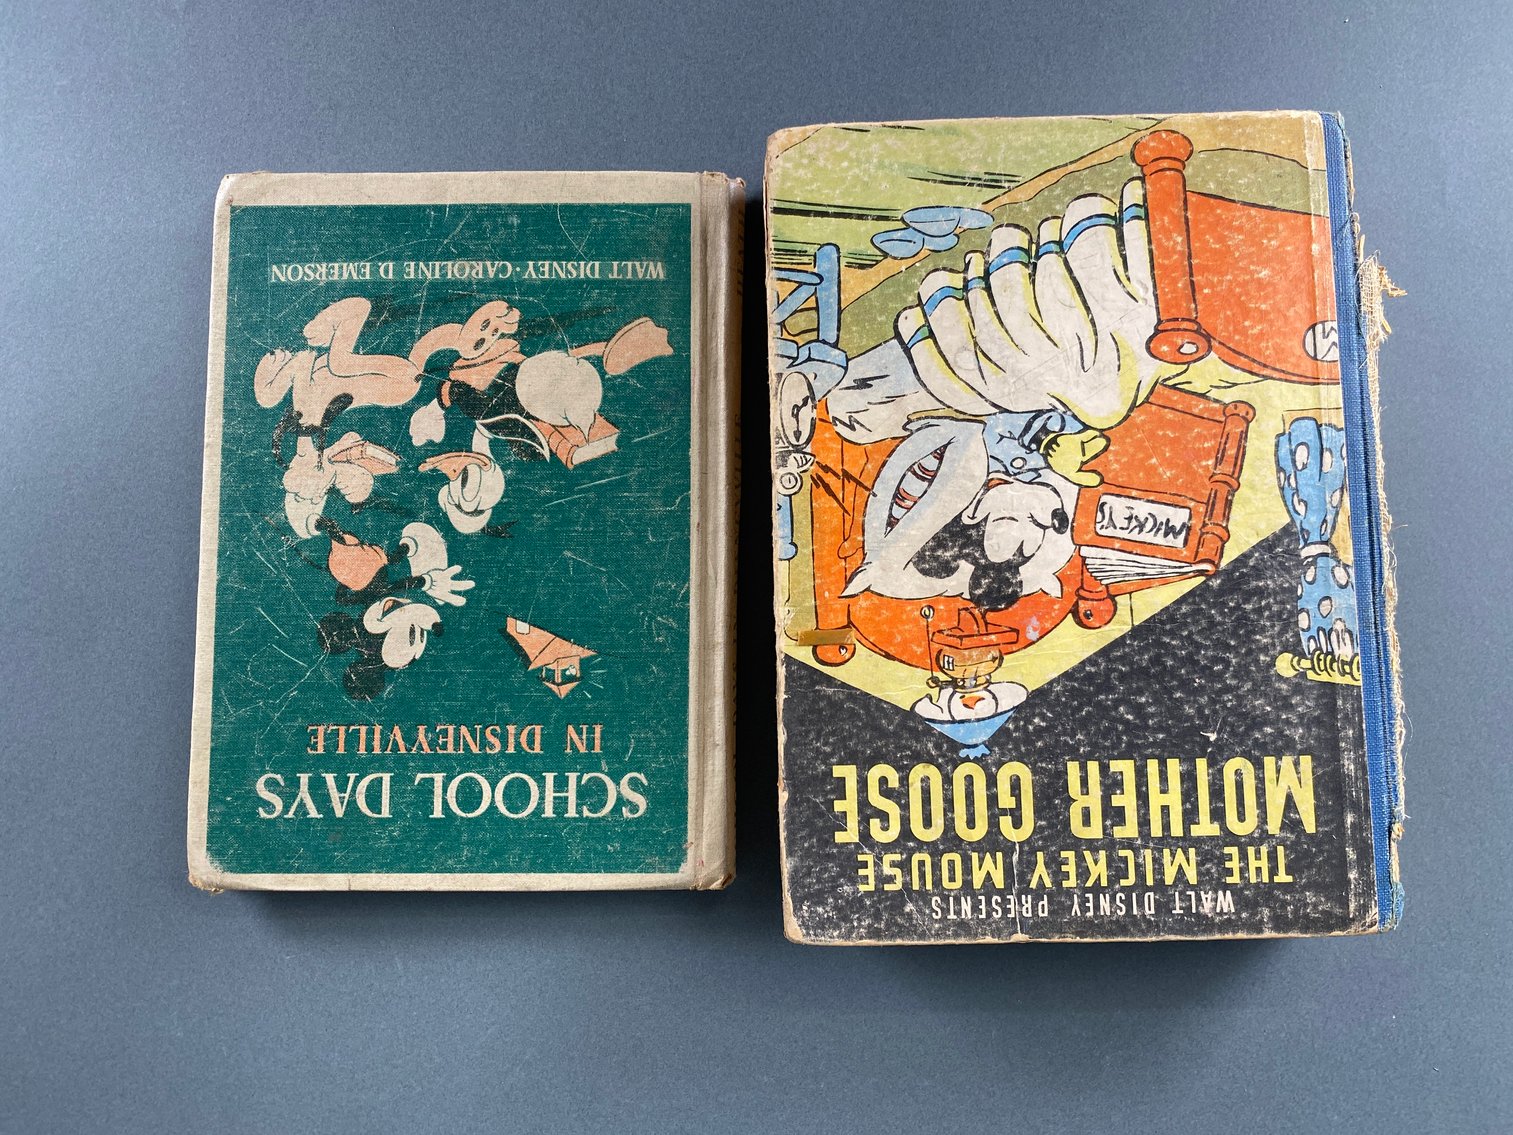 SCHOOL DAYS
IN DISNEYVILLE
WALT DISNEY · CAROLINE D. EMERSON
WALT DISNEY PRESENTS
THE MICKEY MOUSE
MOTHER GOOSE
MICKEY'S
M